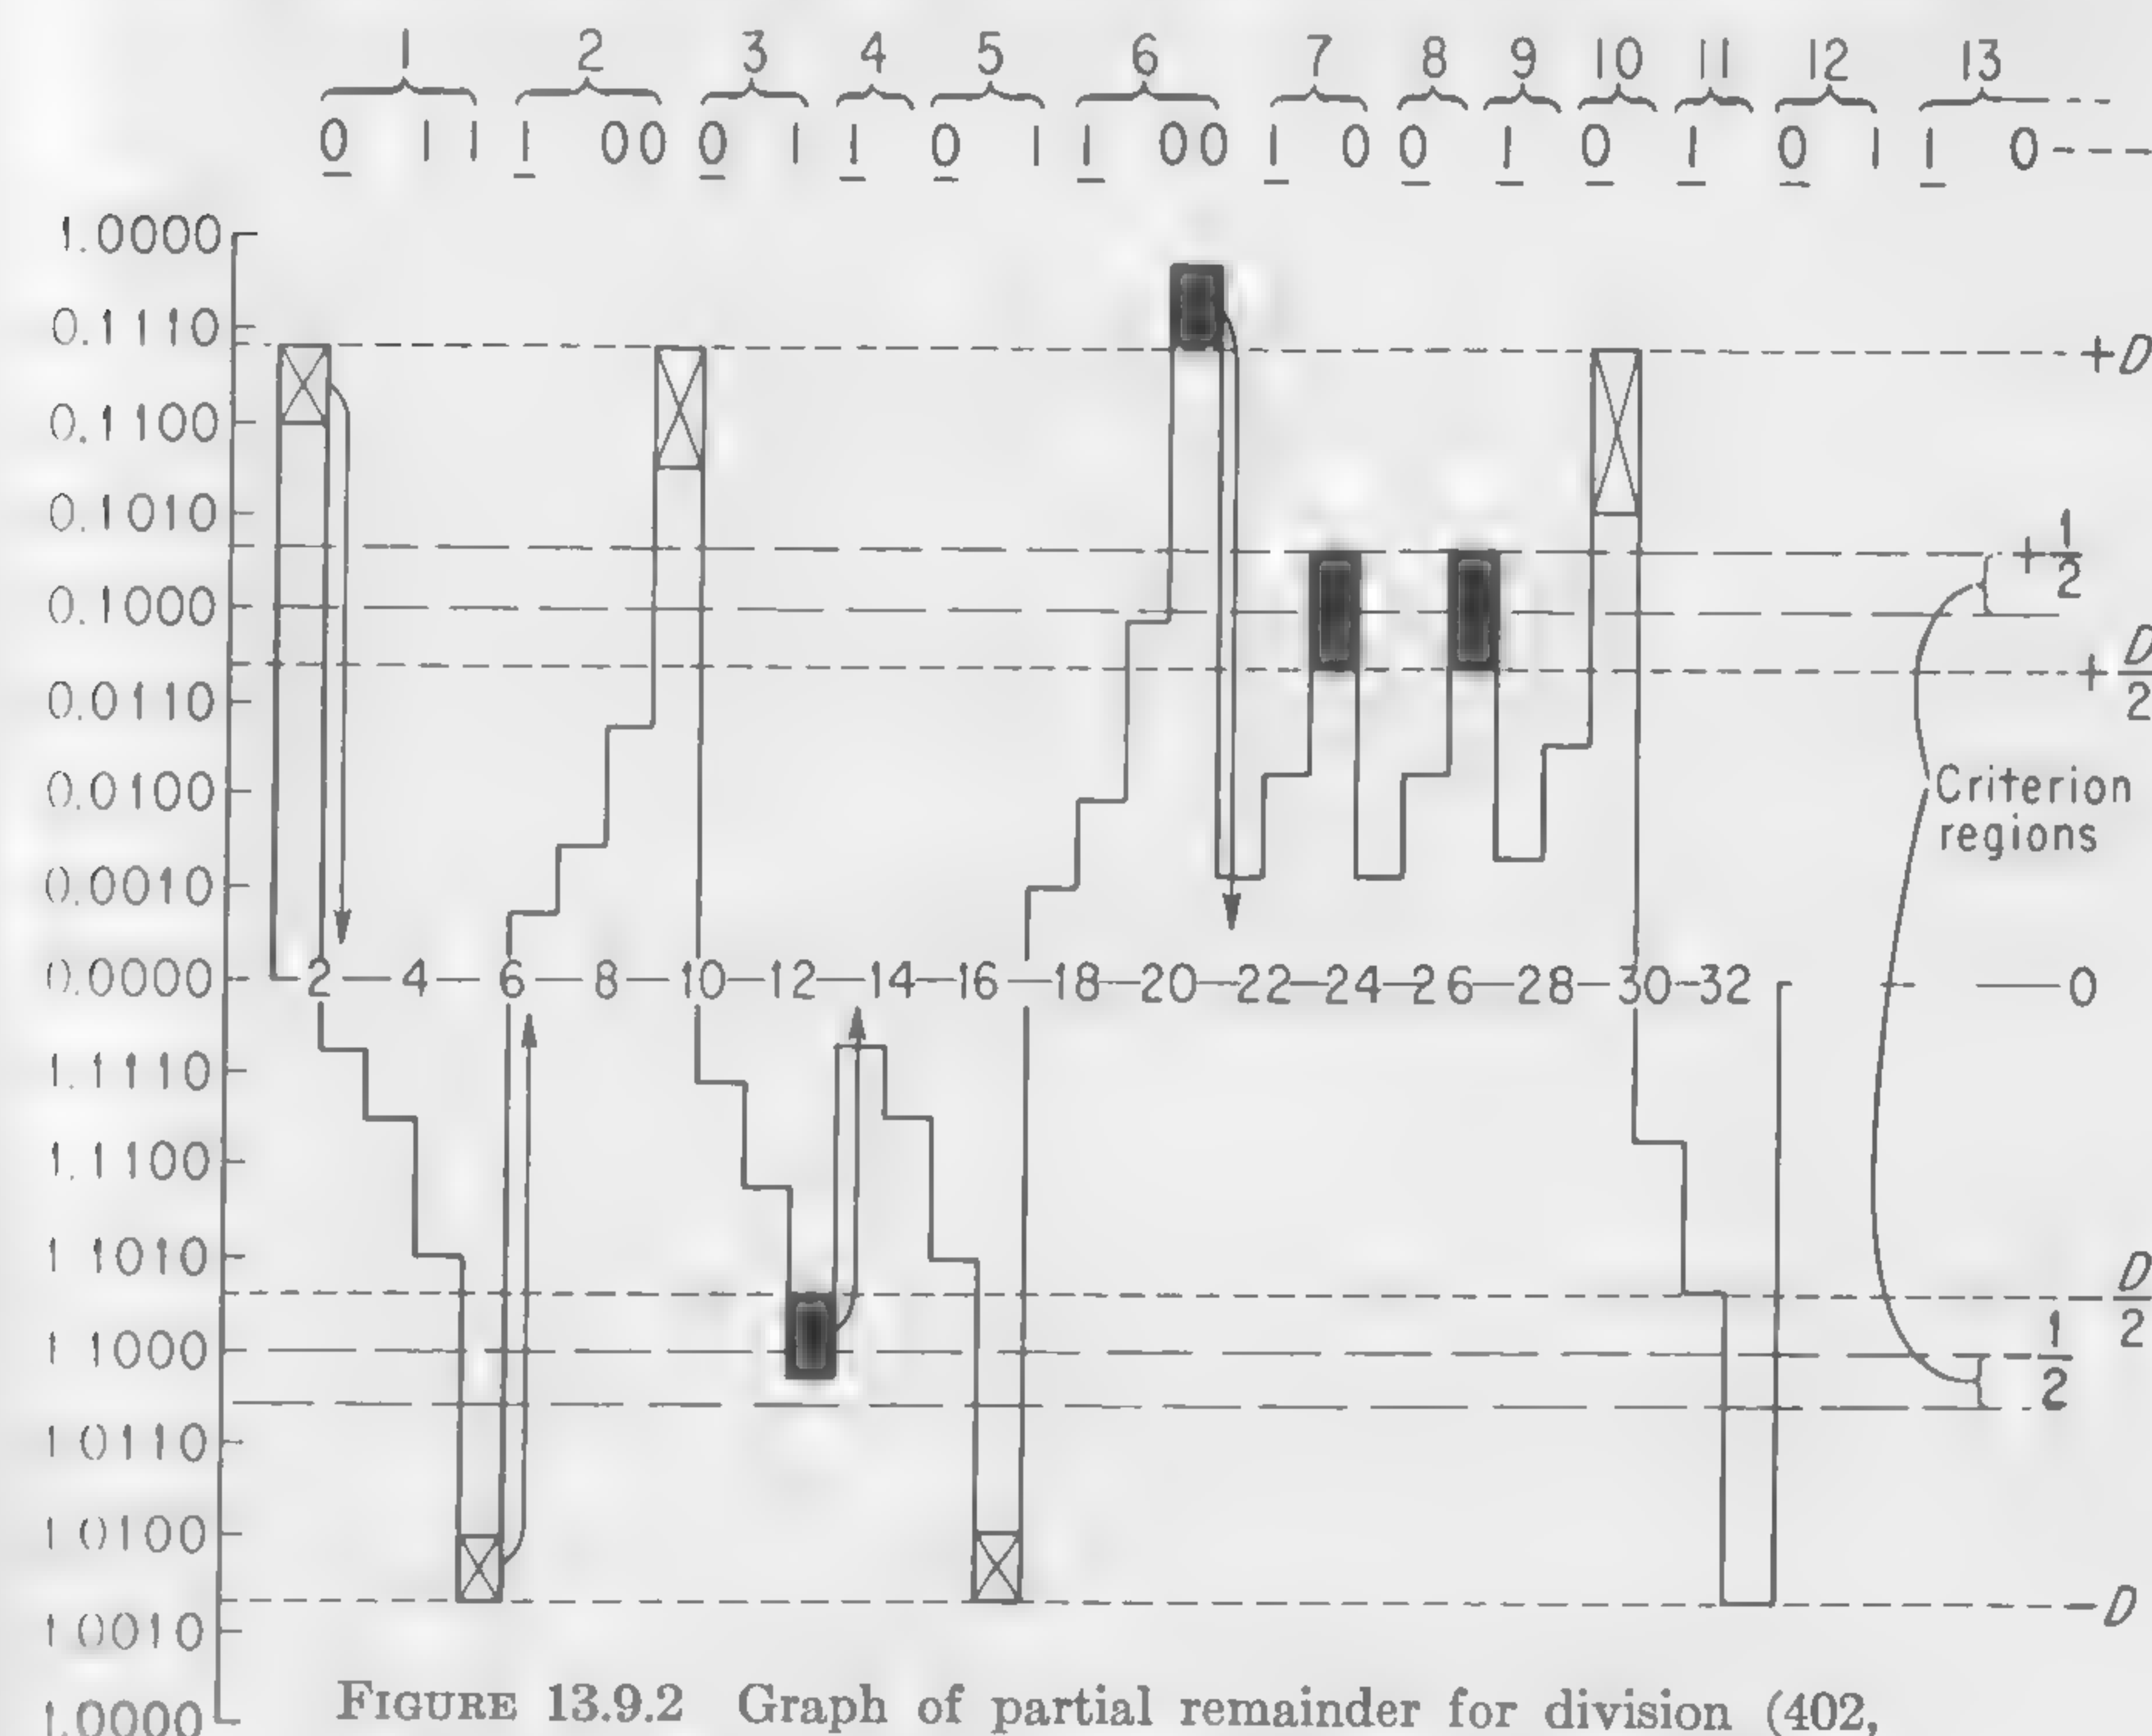 1 2 3 4 5 6 7 8 9 10 11 12 13
0 1 1 1 0 0 0 1 1 0 1 1 0 0 1 0 0 1 0 1 0 1 1 0 - - - -
1.0000
0.1110
+D
0.1100
0.1010
+ 1/2
0.1000
+ D/2
0.0110
0.0100
Criterion
regions
0.0010
0.0000 2 4 6 8 10 12 14 16 18 20 22 24 26 28 30 32 0
1.1110
1.1100
1 1010
- D/2
1 1000
- 1/2
1 0110
1 0100
1 0010
-D
1.0000
FIGURE 13.9.2 Graph of partial remainder for division (402,